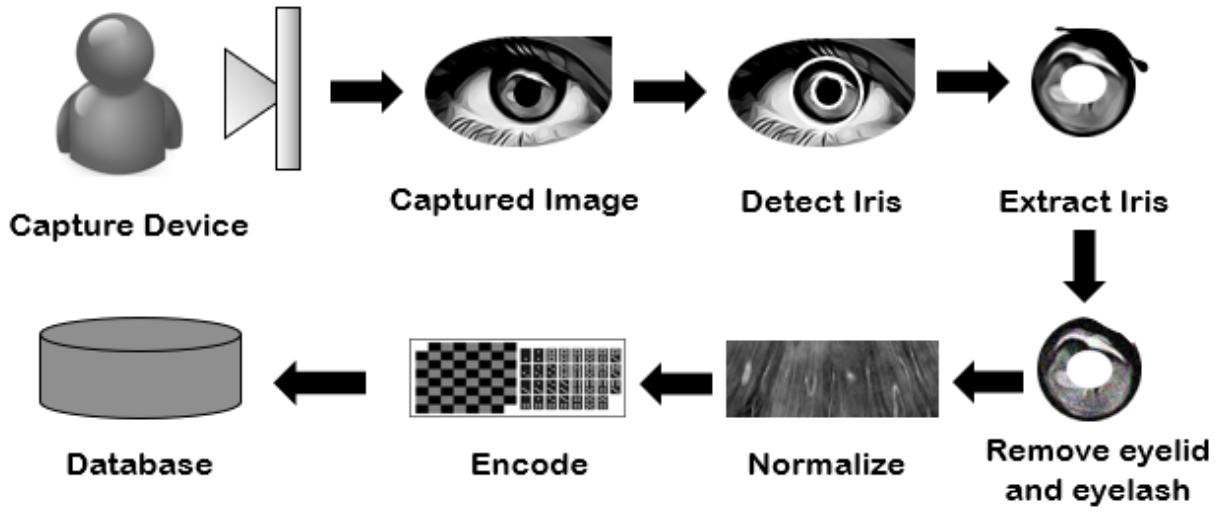 Capture Device
Captured Image
Detect Iris
Extract Iris
Database
Encode
Normalize
Remove eyelid
and eyelash